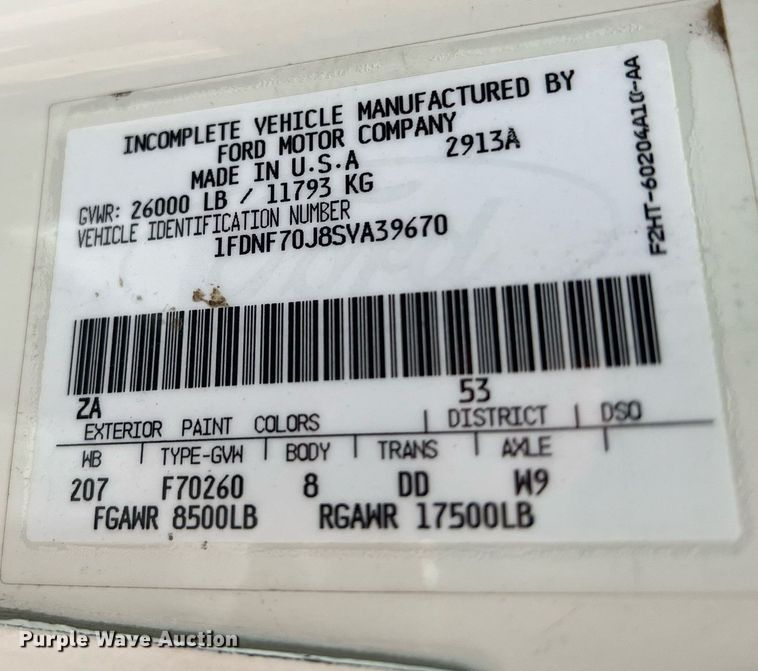 INCOMPLETE VEHICLE MANUFACTURED BY
FORD MOTOR COMPANY
MADE IN U.S.A 2913A
GVWR: 26000 LB / 11793 KG
VEHICLE IDENTIFICATION NUMBER
1FDNF70J8SVA39670
F2HT-60204A10-AA
ZA 53
EXTERIOR PAINT COLORS DISTRICT DSO
WB TYPE-GVW BODY TRANS AXLE
207 F70260 8 DD W9
FGAWR 8500LB RGAWR 17500LB
Ford
Purple Wave Auction